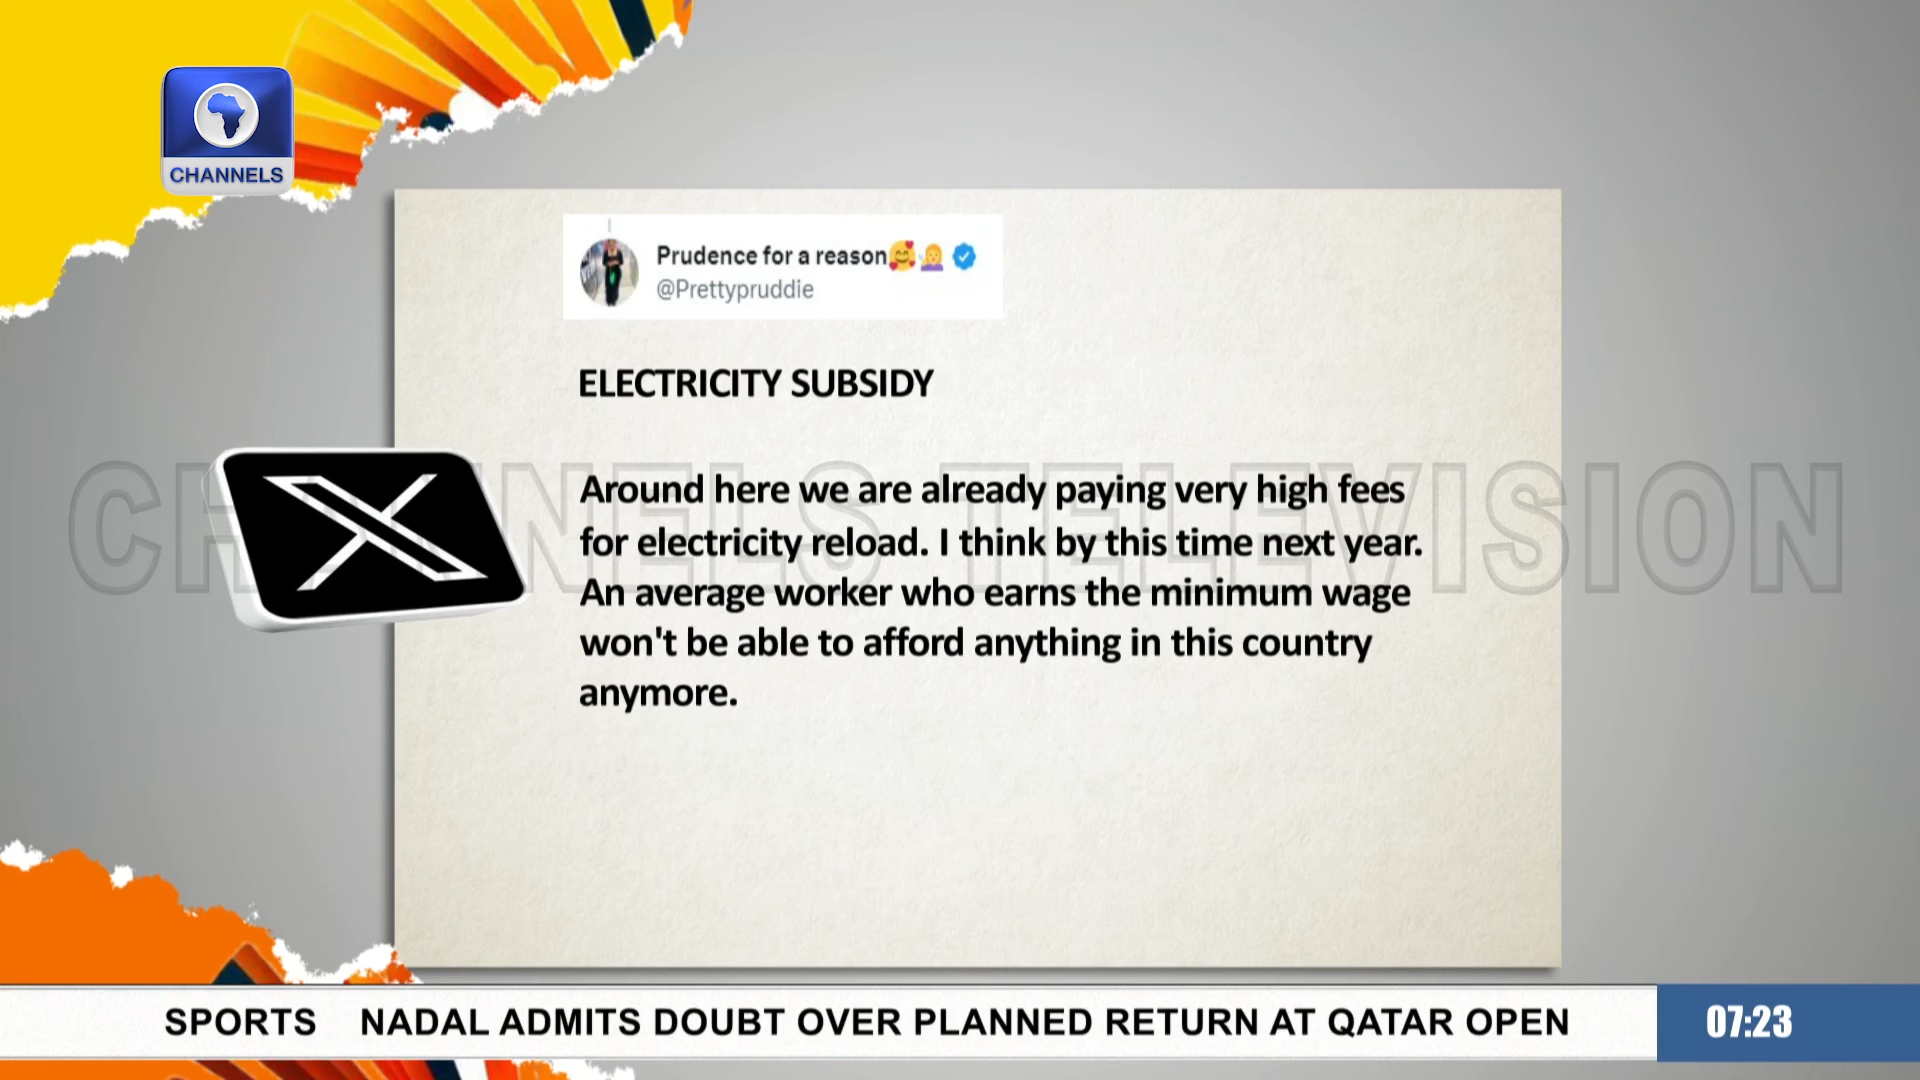 CHANNELS
Prudence for a reason🥰💁 
@Prettypruddie
ELECTRICITY SUBSIDY
CHANNELS TELEVISION
Around here we are already paying very high fees
for electricity reload. I think by this time next year.
An average worker who earns the minimum wage
won't be able to afford anything in this country
anymore.
SPORTS NADAL ADMITS DOUBT OVER PLANNED RETURN AT QATAR OPEN
07:23